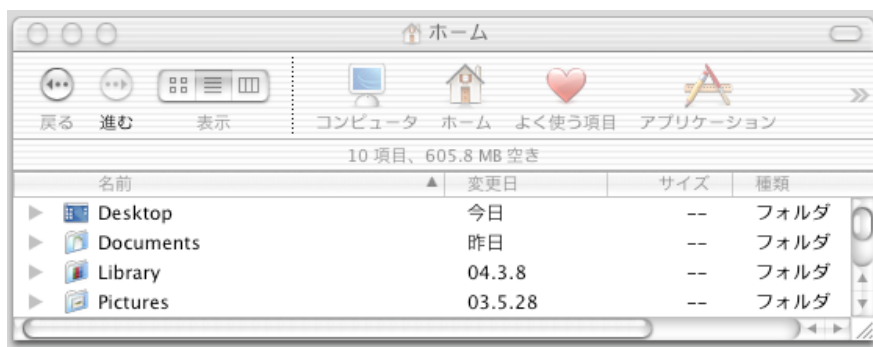 ホーム
戻る 進む 表示 コンピュータ ホーム よく使う項目 アプリケーション
10 項目、605.8 MB 空き
名前 変更日 サイズ 種類
Desktop 今日 -- フォルダ
Documents 昨日 -- フォルダ
Library 04.3.8 -- フォルダ
Pictures 03.5.28 -- フォルダ